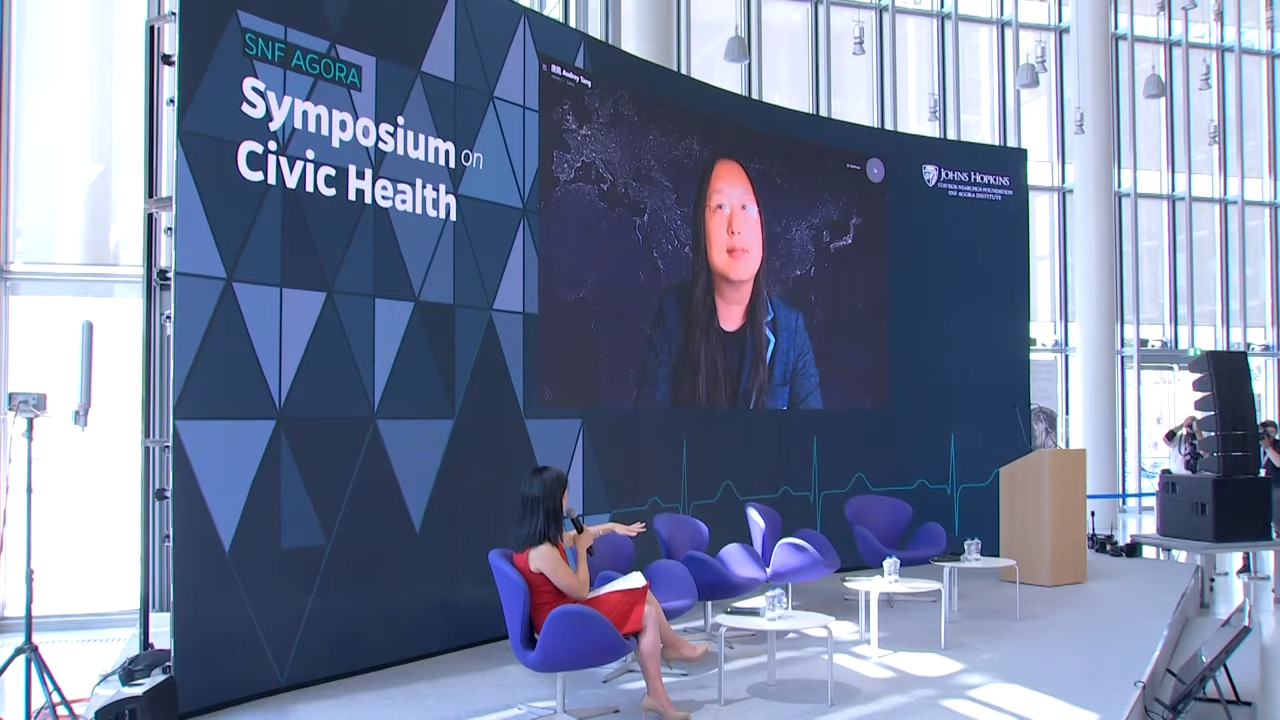 SNF AGORA
Symposium on
Civic Health
Audrey Tang
JOHNS HOPKINS
STAVROS NIARCHOS FOUNDATION
SNF AGORA INSTITUTE